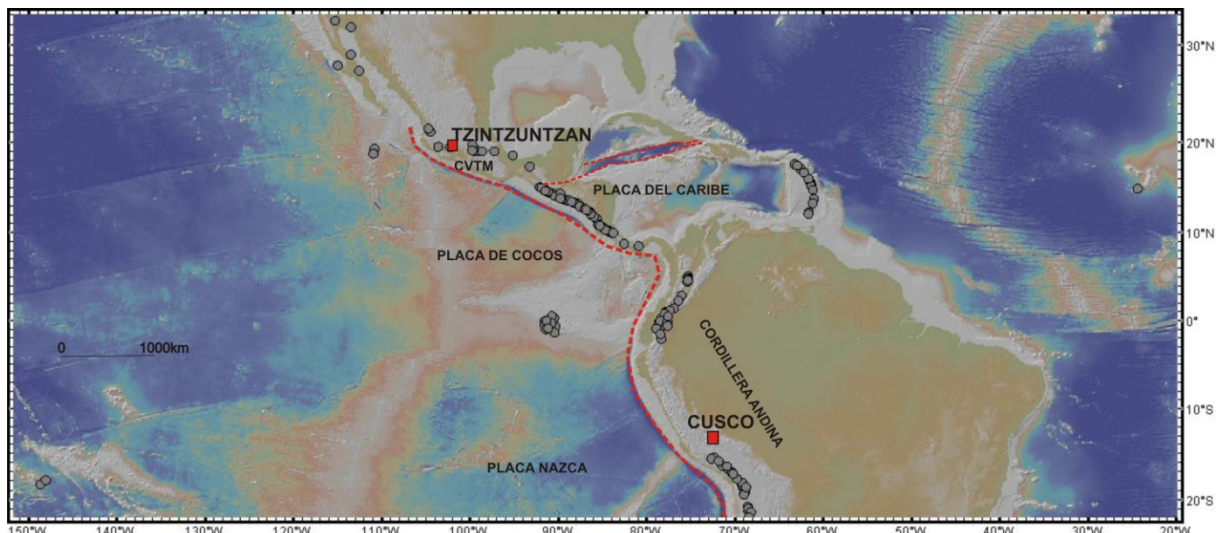 30°N
TZINTZUNTZAN
20°N
CVTM
PLACA DEL CARIBE
10°N
PLACA DE COCOS
0°
0 1000km
CORDILLERA ANDINA
10°S
CUSCO
PLACA NAZCA
20°S
150°W 140°W 130°W 120°W 110°W 100°W 90°W 80°W 70°W 60°W 50°W 40°W 30°W 20°W